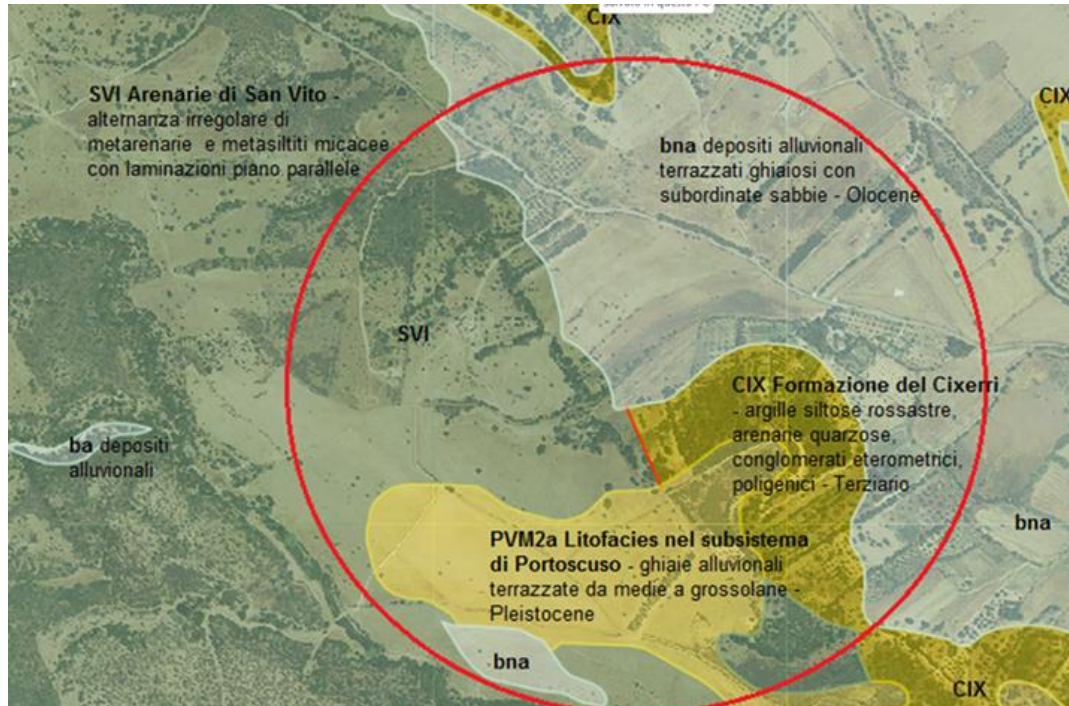 CIX
SVI Arenarie di San Vito -
alternanza irregolare di
metarenarie e metasiltiti micacee
con laminazioni piano parallele
CIX
bna depositi alluvionali
terrazzati ghiaiosi con
subordinate sabbie - Olocene
SVI
CIX Formazione del Cixerri
- argille siltose rossastre,
arenarie quarzose,
conglomerati eterometrici,
poligenici - Terziario
ba depositi
alluvionali
bna
PVM2a Litofacies nel subsistema
di Portoscuso - ghiaie alluvionali
terrazzate da medie a grossolane -
Pleistocene
bna
CIX